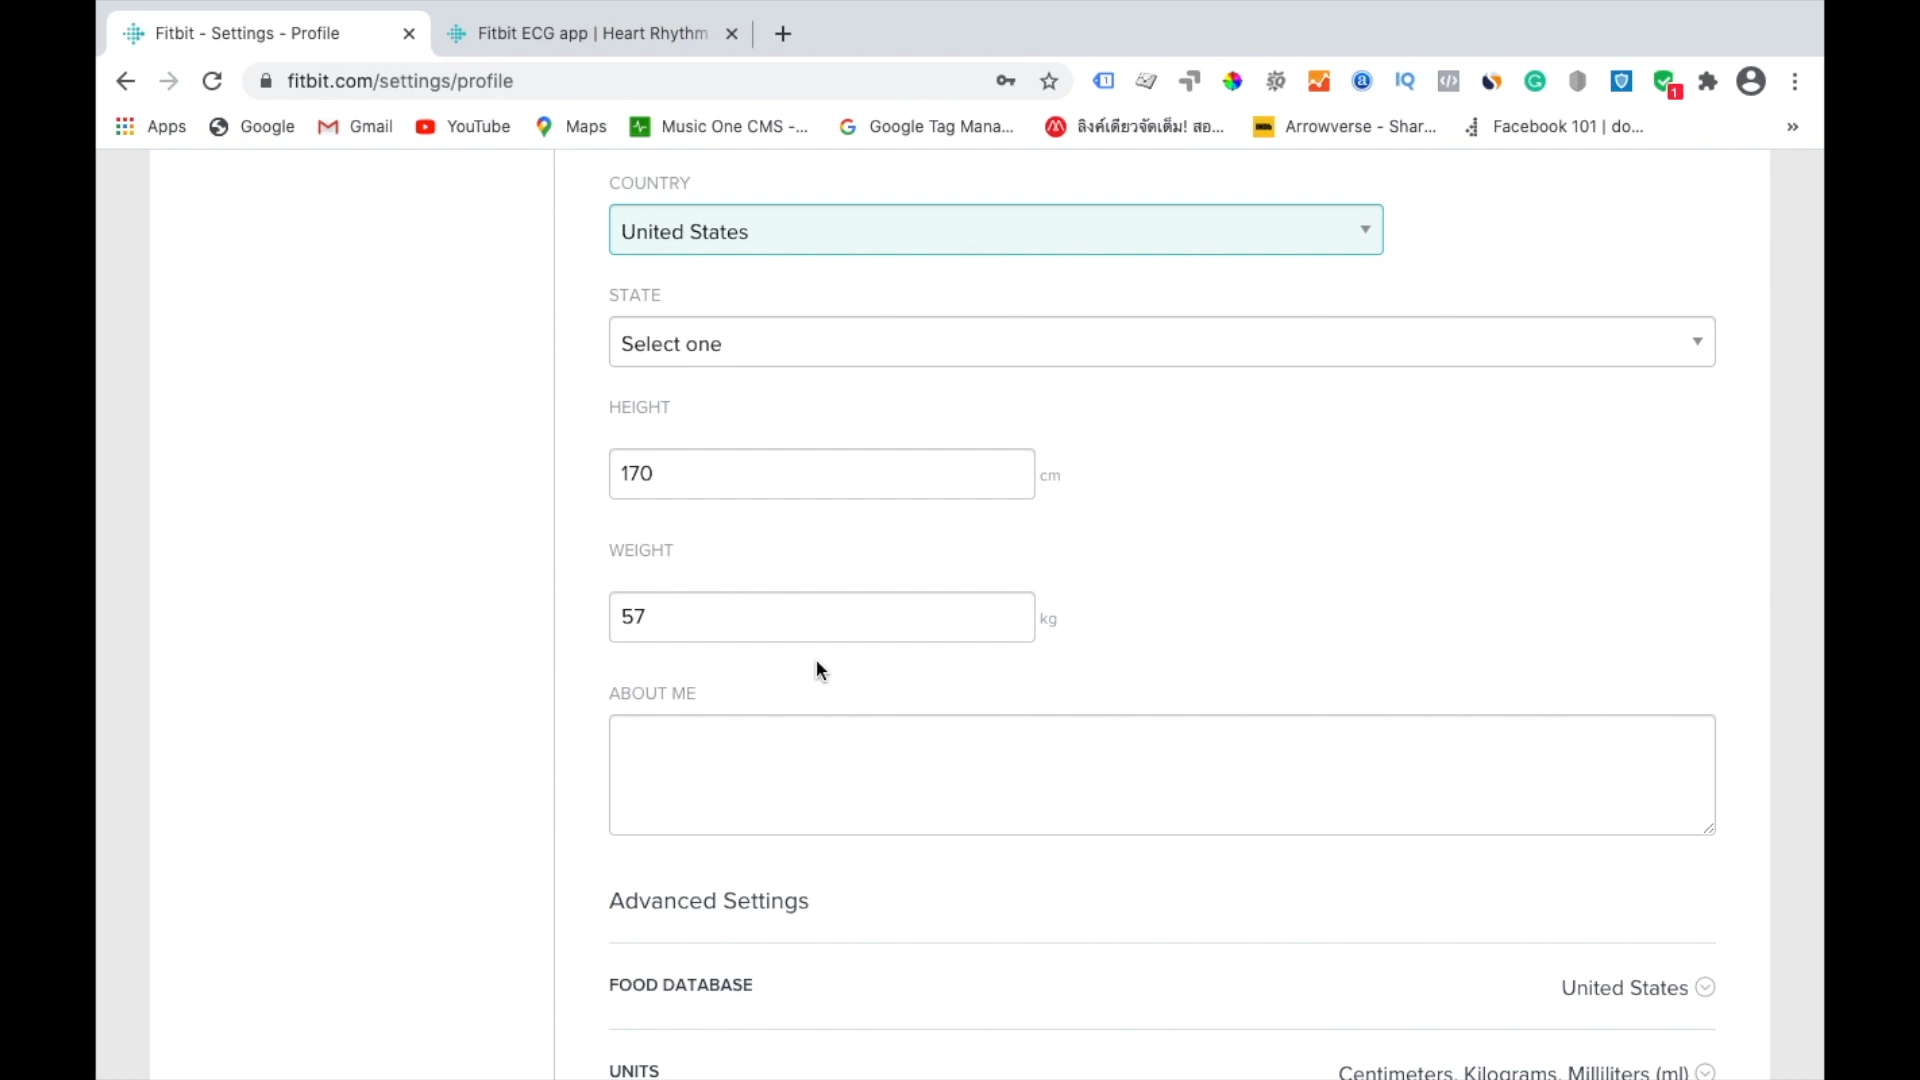 Fitbit - Settings - Profile
Fitbit ECG app | Heart Rhythm
fitbit.com/settings/profile
1
Apps
Google
Gmail
YouTube
Maps
Music One CMS -...
Google Tag Mana...
ลิงค์เดียวจัดเต็ม! สอ...
Arrowverse - Shar...
Facebook 101 | do...
COUNTRY
United States
STATE
Select one
HEIGHT
170 cm
WEIGHT
57 kg
ABOUT ME
Advanced Settings
FOOD DATABASE
United States
UNITS
Centimeters, Kilograms, Milliliters (ml)